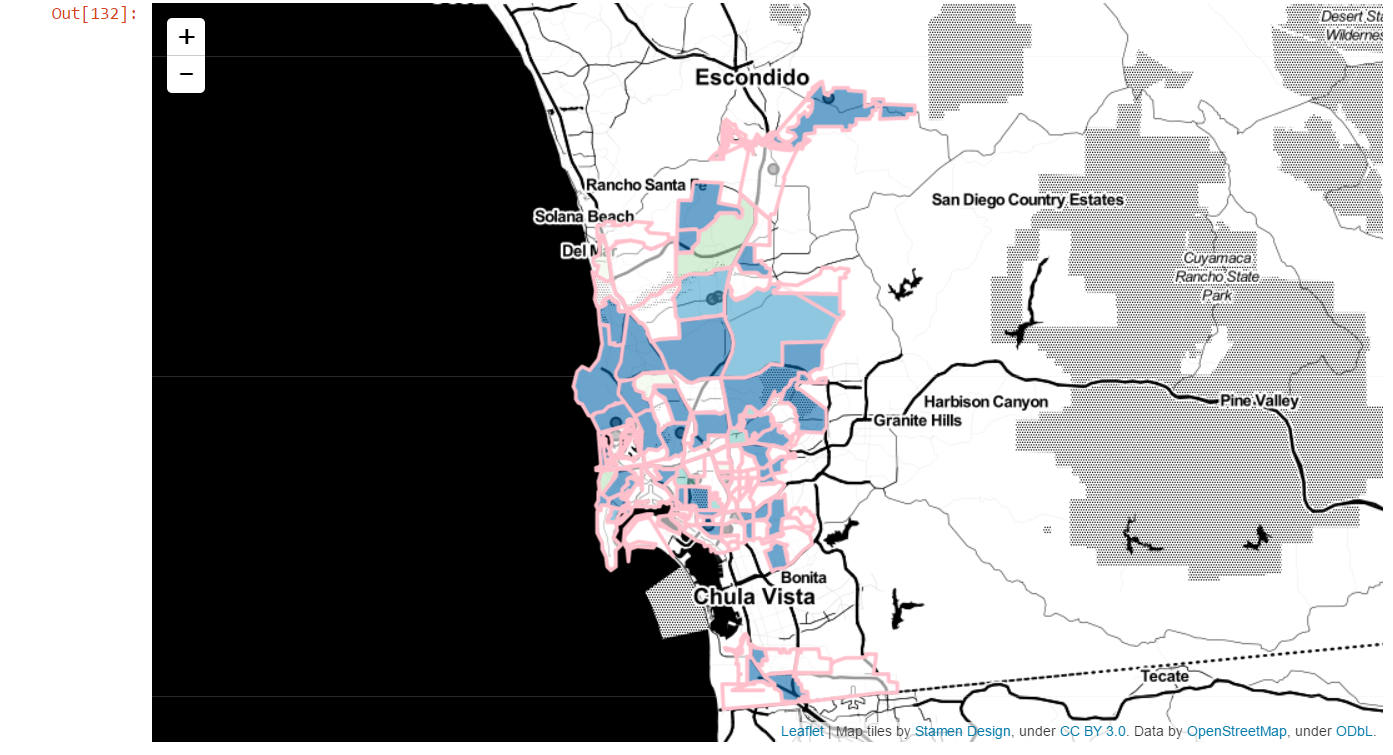 Out[132]:
+
−
Escondido
Desert Sta
Wildernes
Rancho Santa Fe
San Diego Country Estates
Solana Beach
Del Mar
Cuyamaca
Rancho State
Park
Harbison Canyon
Pine Valley
Granite Hills
Bonita
Chula Vista
Tecate
Leaflet | Map tiles by Stamen Design, under CC BY 3.0. Data by OpenStreetMap, under ODbL.